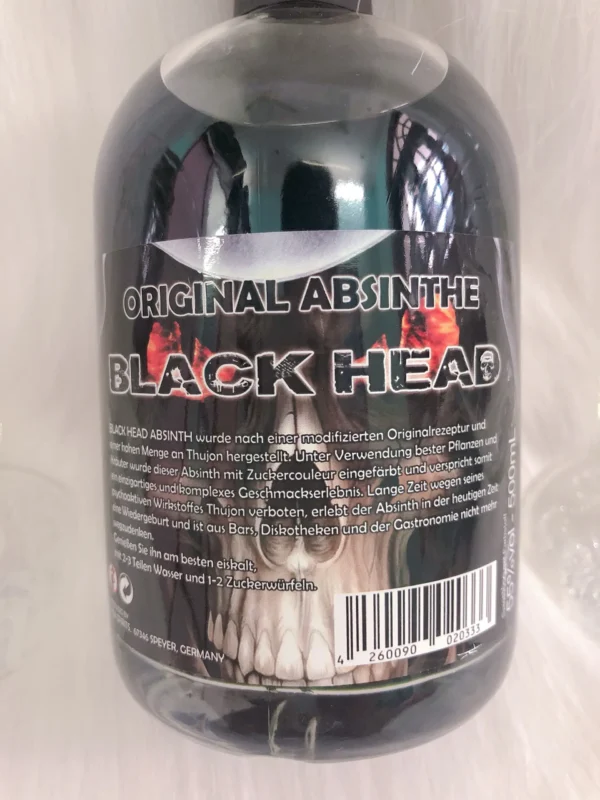 ORIGINAL ABSINTHE
BLACK HEAD
BLACK HEAD ABSINTH wurde nach einer modifizierten Originalrezeptur und
einer hohen Menge an Thujon hergestellt. Unter Verwendung bester Pflanzen und
Kräuter wurde dieser Absinth mit Zuckercouleur eingefärbt und verspricht somit
ein einzigartiges und komplexes Geschmackserlebnis. Lange Zeit wegen seines
psychoaktiven Wirkstoffes Thujon verboten, erlebt der Absinth in der heutigen Zeit
eine Wiedergeburt und ist aus Bars, Diskotheken und der Gastronomie nicht mehr
wegzudenken.
Genießen Sie ihn am besten eiskalt,
mit 2-3 Teilen Wasser und 1-2 Zuckerwürfeln.
67346 SPEYER, GERMANY
4 260090 020333
55%vol - 500ml